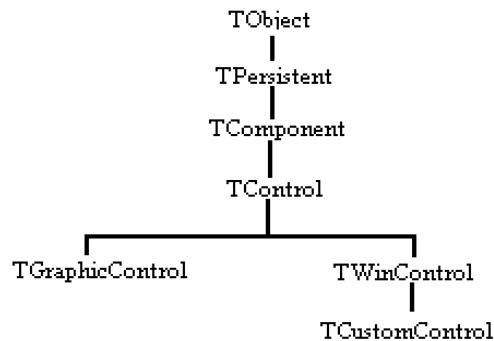 TObject
TPersistent
TComponent
TControl
TGraphicControl
TWinControl
TCustomControl